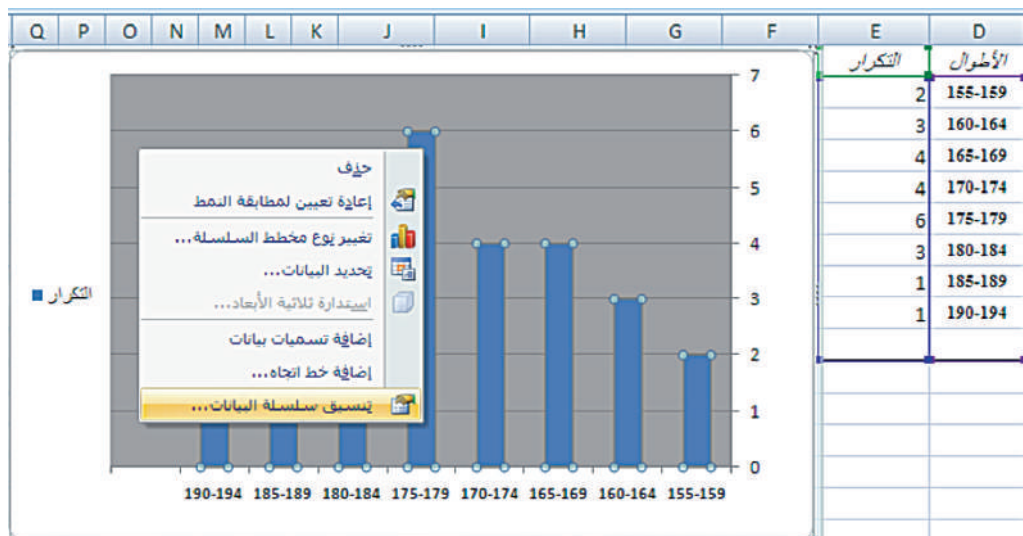 Q P O N M L K J I H G F E D
التكرار الأطوال
2 155-159
3 160-164
4 165-169
4 170-174
6 175-179
3 180-184
1 185-189
1 190-194
7
6
5
4
3
2
1
0
حذف
إعادة تعيين لمطابقة النمط
تغيير نوع مخطط السلسلة...
تحديد البيانات...
استدارة ثلاثية الأبعاد...
إضافة تسميات بيانات
إضافة خط اتجاه...
تنسيق سلسلة البيانات...
التكرار
190-194 185-189 180-184 175-179 170-174 165-169 160-164 155-159